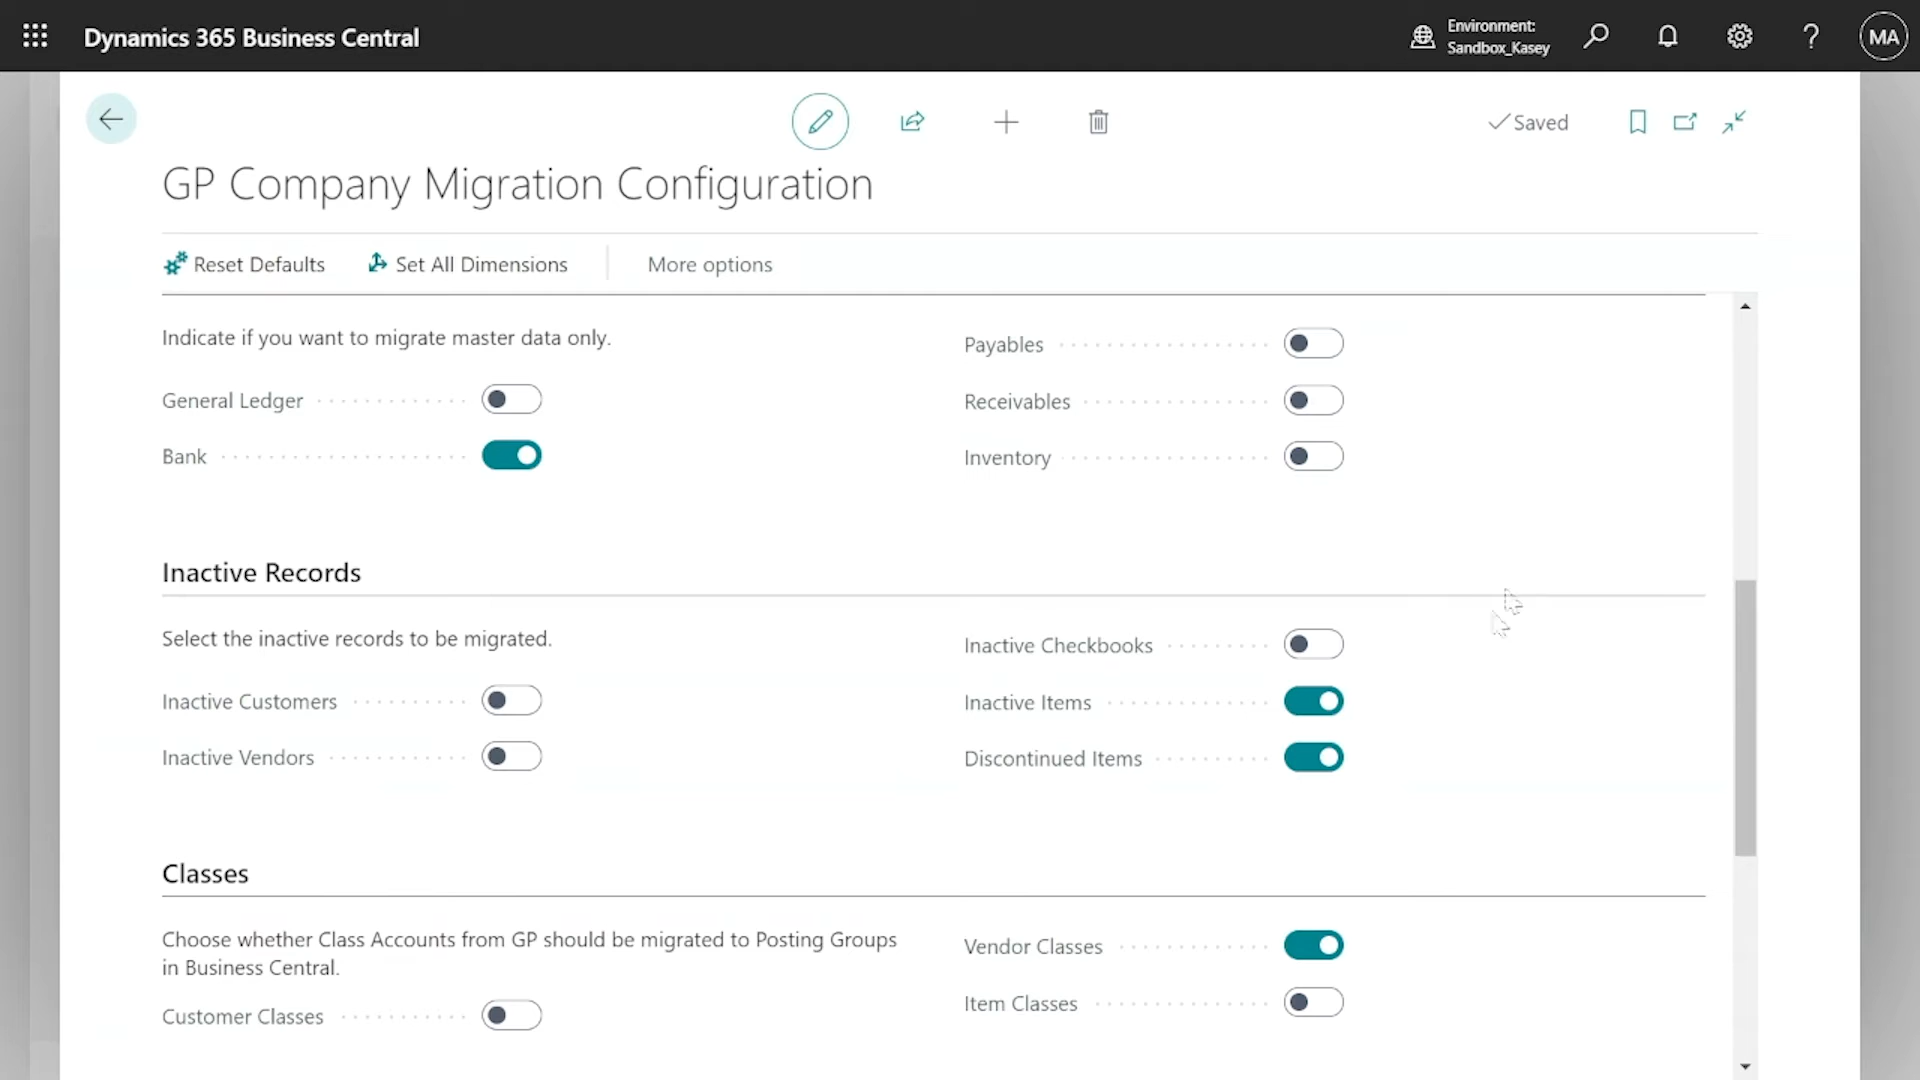 Dynamics 365 Business Central
Environment:
Sandbox_Kasey
MA
Saved
GP Company Migration Configuration
Reset Defaults
Set All Dimensions
More options
Indicate if you want to migrate master data only.
General Ledger
Bank
Payables
Receivables
Inventory
Inactive Records
Select the inactive records to be migrated.
Inactive Customers
Inactive Vendors
Inactive Checkbooks
Inactive Items
Discontinued Items
Classes
Choose whether Class Accounts from GP should be migrated to Posting Groups
in Business Central.
Customer Classes
Vendor Classes
Item Classes